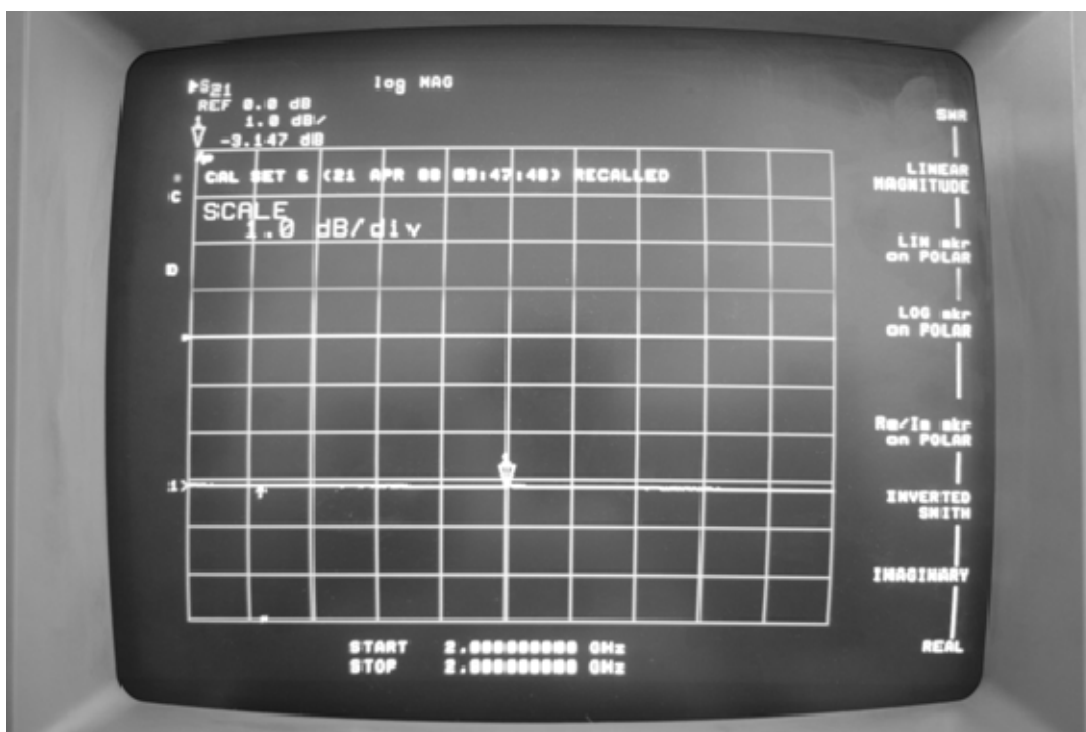 S21 log MAG
REF 0.0 dB
1 1.0 dB/
-3.147 dB
CAL SET 6 (21 APR 08 09:47:48) RECALLED
C
SCALE
1.0 dB/div
D
1>
START 2.000000000 GHz
STOP 2.000000000 GHz
SWR
LINEAR
MAGNITUDE
LIN mkr
on POLAR
LOG mkr
on POLAR
Re/Im mkr
on POLAR
INVERTED
SMITH
IMAGINARY
REAL